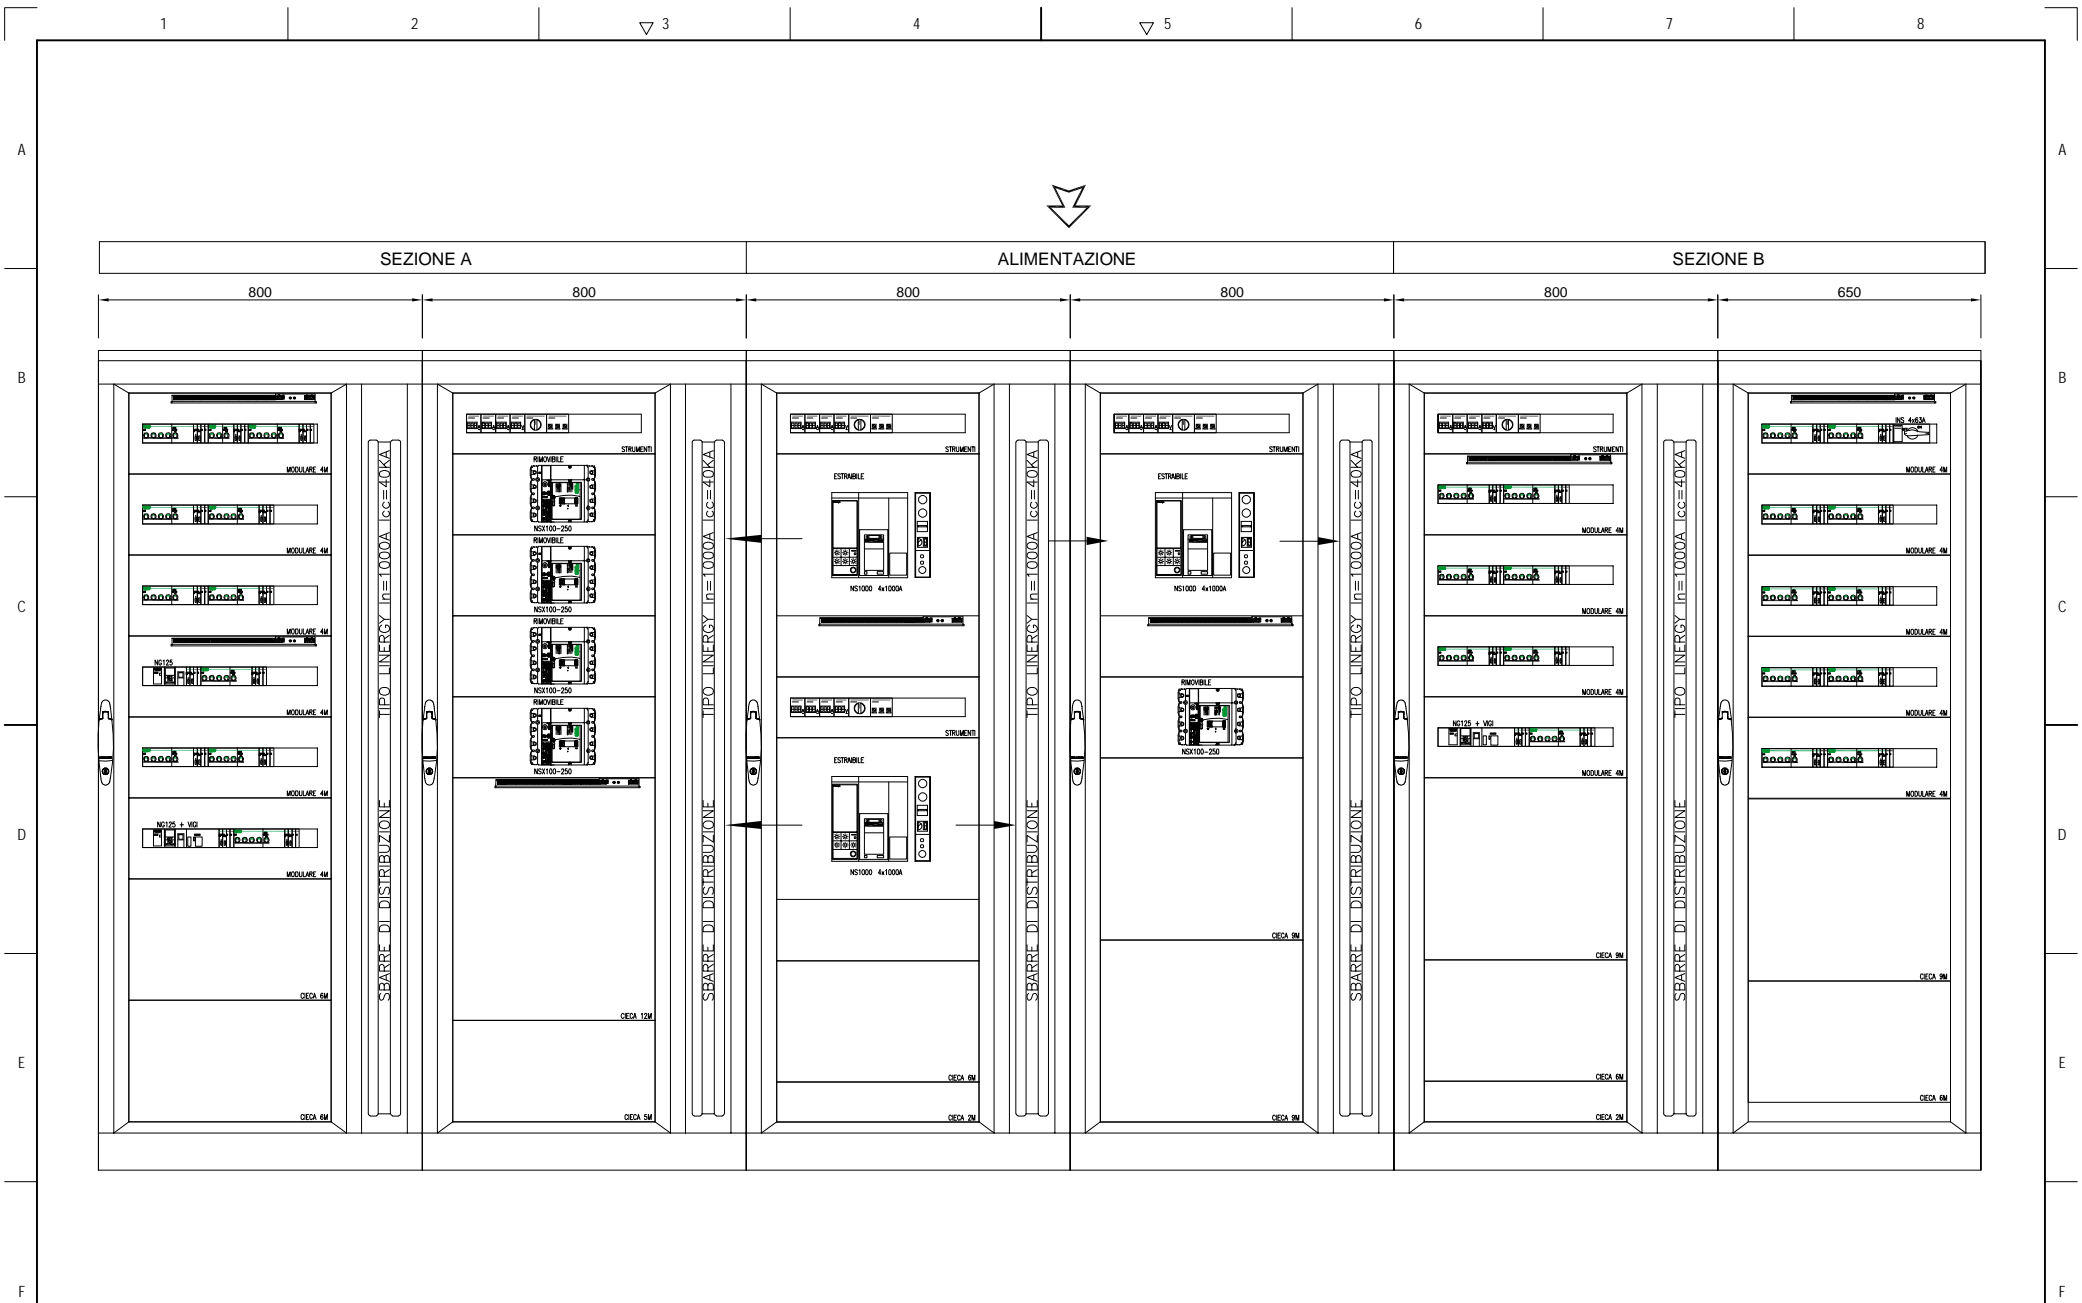 1 2 3 4 5 6 7 8
A A
SEZIONE A ALIMENTAZIONE SEZIONE B
800 800 800 800 800 650
B B
STRUMENTI
STRUMENTI
STRUMENTI
STRUMENTI
INS 4x63A
MODULARE 4M
MODULARE 4M
MODULARE 4M
NG125
MODULARE 4M
MODULARE 4M
NG125 + VIGI
MODULARE 4M
CIECA 6M
CIECA 6M
SBARRE DI DISTRIBUZIONE TIPO LINERGY In=1000A Icc=40KA
RIMOVIBILE
NSX100-250
RIMOVIBILE
NSX100-250
RIMOVIBILE
NSX100-250
RIMOVIBILE
NSX100-250
CIECA 12M
CIECA 5M
SBARRE DI DISTRIBUZIONE TIPO LINERGY In=1000A Icc=40KA
ESTRAIBILE
NS1000 4x1000A
STRUMENTI
ESTRAIBILE
NS1000 4x1000A
CIECA 6M
CIECA 2M
SBARRE DI DISTRIBUZIONE TIPO LINERGY In=1000A Icc=40KA
ESTRAIBILE
NS1000 4x1000A
RIMOVIBILE
NSX100-250
CIECA 9M
CIECA 9M
SBARRE DI DISTRIBUZIONE TIPO LINERGY In=1000A Icc=40KA
MODULARE 4M
MODULARE 4M
MODULARE 4M
NG125 + VIGI
MODULARE 4M
CIECA 9M
CIECA 6M
CIECA 2M
SBARRE DI DISTRIBUZIONE TIPO LINERGY In=1000A Icc=40KA
MODULARE 4M
MODULARE 4M
MODULARE 4M
MODULARE 4M
MODULARE 4M
CIECA 9M
CIECA 6M
C C
D D
E E
F F